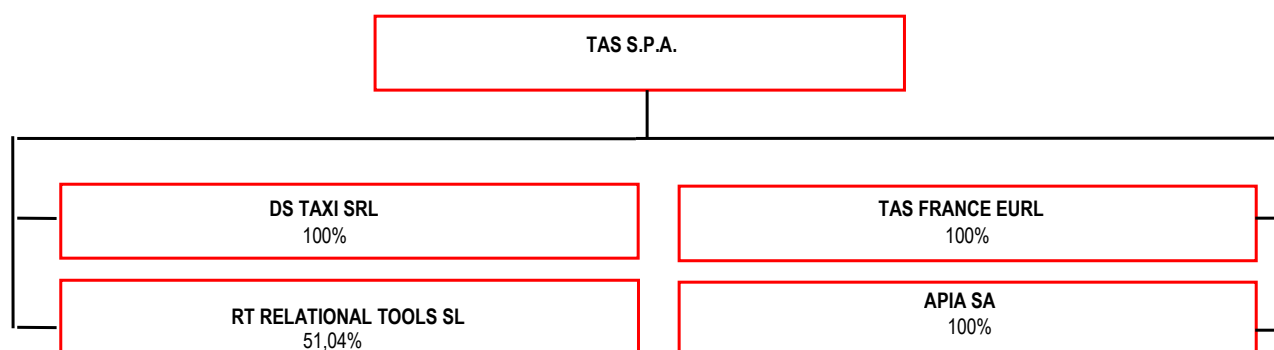 TAS S.P.A.
DS TAXI SRL
100%
TAS FRANCE EURL
100%
RT RELATIONAL TOOLS SL
51,04%
APIA SA
100%